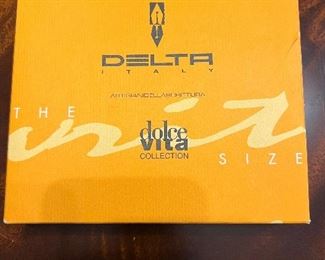 DELTA
ITALY
ARTIGIANI DELLA SCRITTURA
THE
dolce
vita
COLLECTION
SIZE